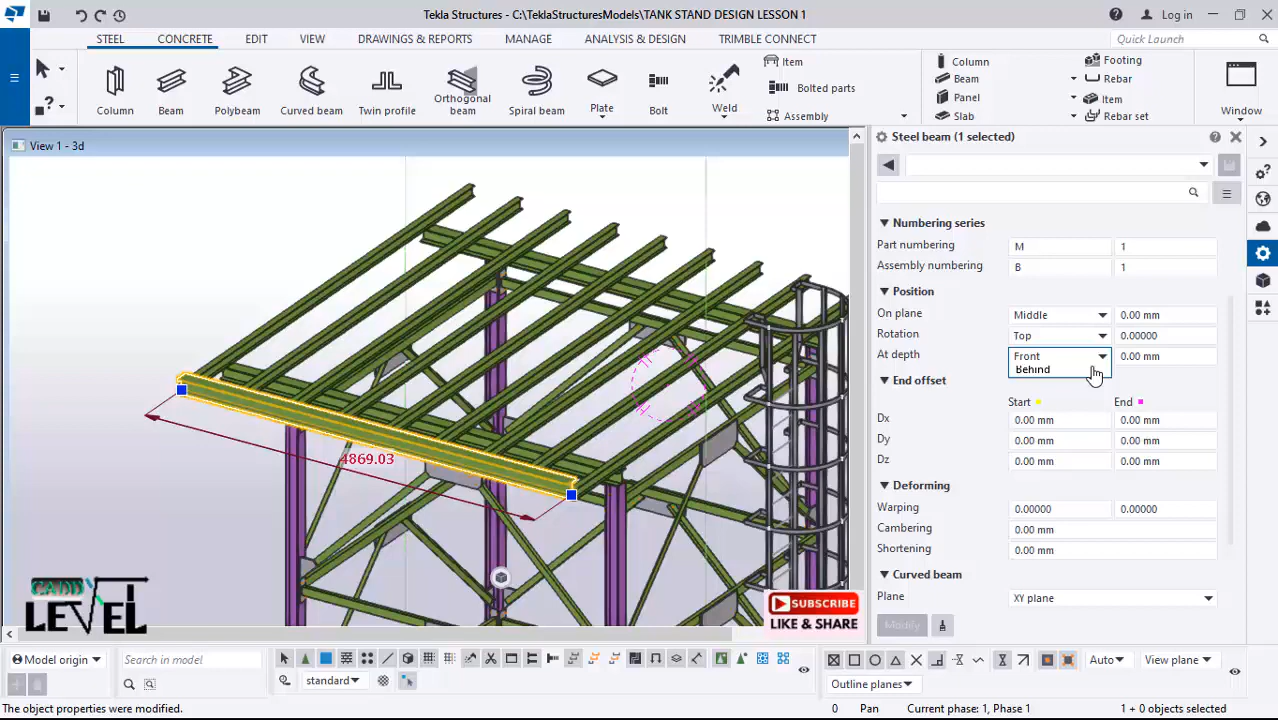 Tekla Structures - C:\TeklaStructuresModels\TANK STAND DESIGN LESSON 1
Log in
STEEL CONCRETE EDIT VIEW DRAWINGS & REPORTS MANAGE ANALYSIS & DESIGN TRIMBLE CONNECT
Quick Launch
Column
Beam
Polybeam
Curved beam
Twin profile
Orthogonal
beam
Spiral beam
Plate
Bolt
Weld
Item
Bolted parts
Assembly
Column
Beam
Panel
Slab
Footing
Rebar
Item
Rebar set
Window
View 1 - 3d
4869.03
CADD
LEVEL
SUBSCRIBE
LIKE & SHARE
Steel beam (1 selected)
Numbering series
Part numbering M 1
Assembly numbering B 1
Position
On plane Middle 0.00 mm
Rotation Top 0.00000
At depth Front 0.00 mm
Behind
End offset
Start End
Dx 0.00 mm 0.00 mm
Dy 0.00 mm 0.00 mm
Dz 0.00 mm 0.00 mm
Deforming
Warping 0.00000 0.00000
Cambering 0.00 mm
Shortening 0.00 mm
Curved beam
Plane XY plane
Modify
Model origin
Search in model
standard
Auto
View plane
Outline planes
The object properties were modified.
0 Pan Current phase: 1, Phase 1 1 + 0 objects selected